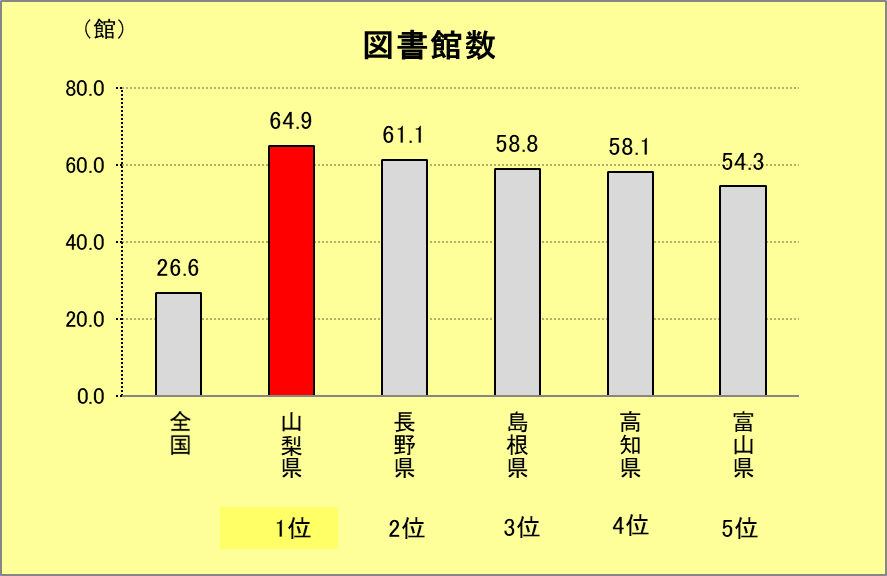 （館）
図書館数
80.0
60.0
40.0
20.0
0.0
26.6
64.9
61.1
58.8
58.1
54.3
全国
山梨県
長野県
島根県
高知県
富山県
1位
2位
3位
4位
5位